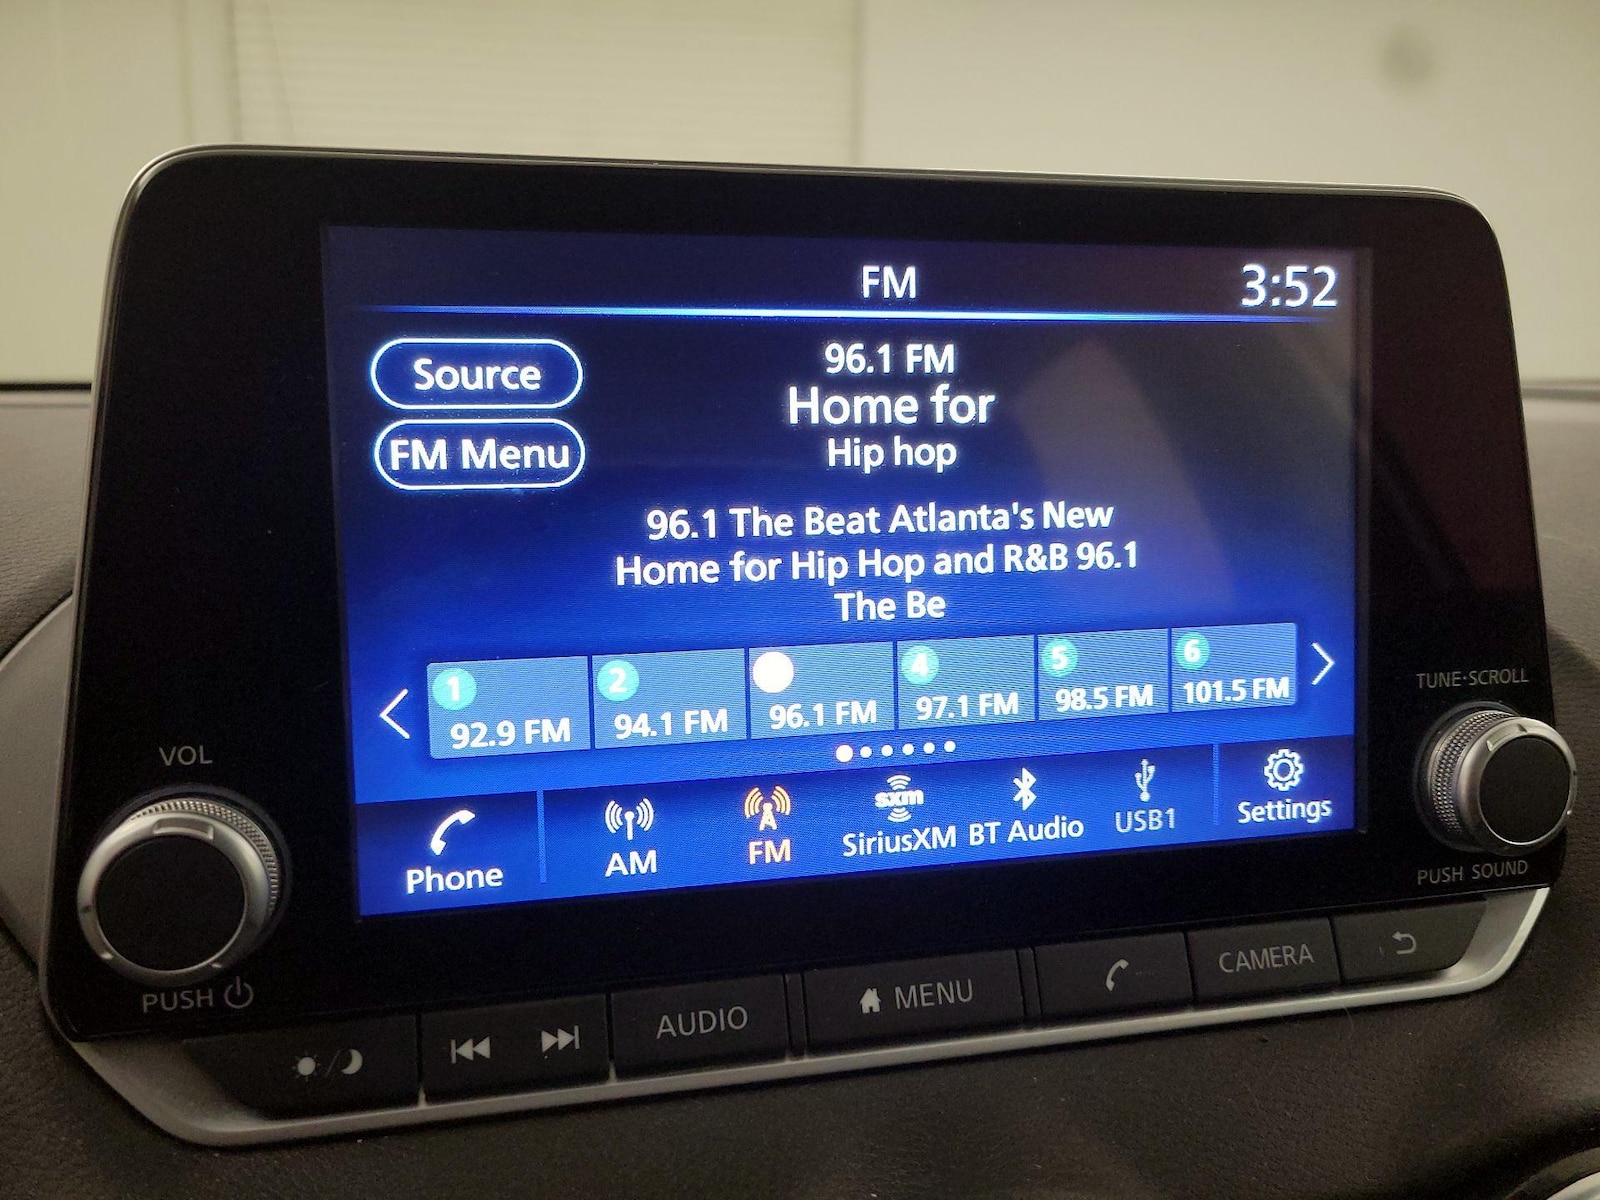 FM
3:52
Source
FM Menu
96.1 FM
Home for
Hip hop
96.1 The Beat Atlanta's New
Home for Hip Hop and R&B 96.1
The Be
1
92.9 FM
2
94.1 FM
96.1 FM
4
97.1 FM
5
98.5 FM
6
101.5 FM
Phone
AM
FM
sxm
SiriusXM
BT Audio
USB1
Settings
VOL
PUSH
TUNE·SCROLL
PUSH SOUND
AUDIO
MENU
CAMERA